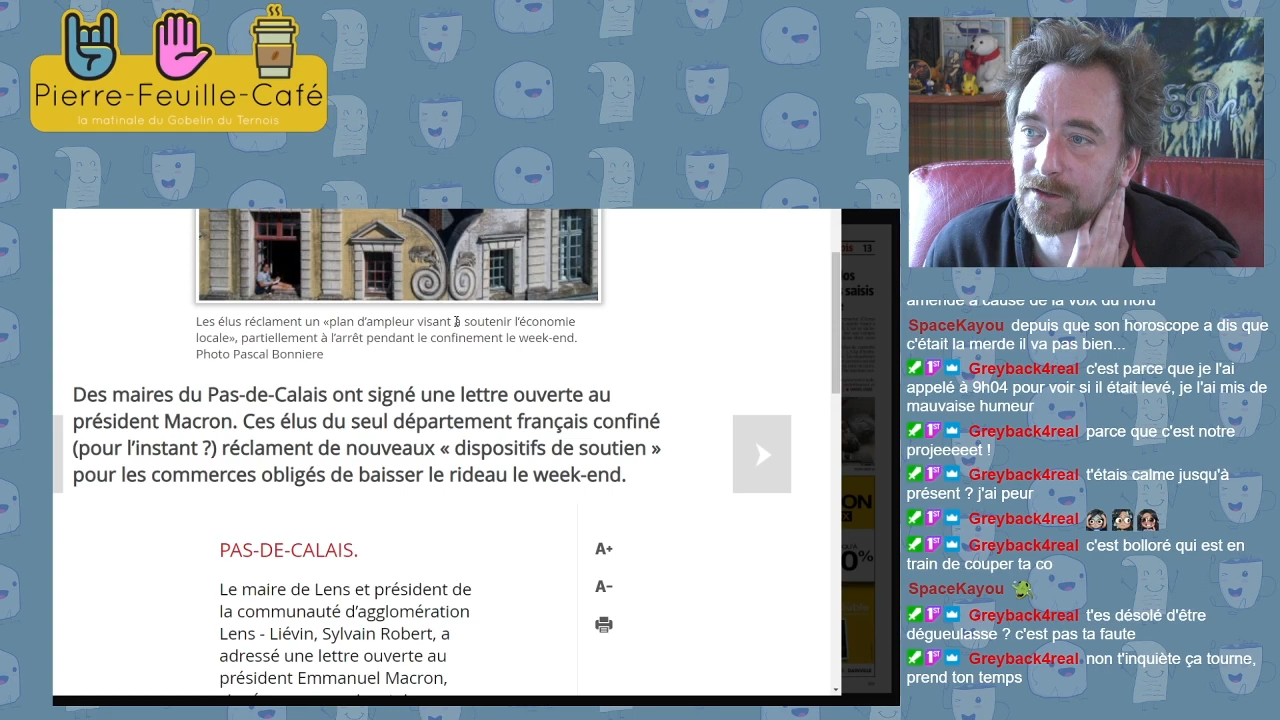 Pierre-Feuille-Café
la matinale du Gobelin du Ternois
13
Les élus réclament un «plan d’ampleur visant à soutenir l’économie
locale», partiellement à l’arrêt pendant le confinement le week-end.
Photo Pascal Bonniere
Des maires du Pas-de-Calais ont signé une lettre ouverte au
président Macron. Ces élus du seul département français confiné
(pour l’instant ?) réclament de nouveaux « dispositifs de soutien »
pour les commerces obligés de baisser le rideau le week-end.
PAS-DE-CALAIS.
Le maire de Lens et président de
la communauté d’agglomération
Lens - Liévin, Sylvain Robert, a
adressé une lettre ouverte au
président Emmanuel Macron,
A+
A-
saisis
amende à cause de la voix du nord
SpaceKayou depuis que son horoscope a dis que
c'était la merde il va pas bien...
1ST Greyback4real c'est parce que je l'ai
appelé à 9h04 pour voir si il était levé, je l'ai mis de
mauvaise humeur
1ST Greyback4real parce que c'est notre
projeeeeet !
1ST Greyback4real t'étais calme jusqu'à
présent ? j'ai peur
1ST Greyback4real
1ST Greyback4real c'est bolloré qui est en
train de couper ta co
SpaceKayou
1ST Greyback4real t'es désolé d'être
dégueulasse ? c'est pas ta faute
1ST Greyback4real non t'inquiète ça tourne,
prend ton temps